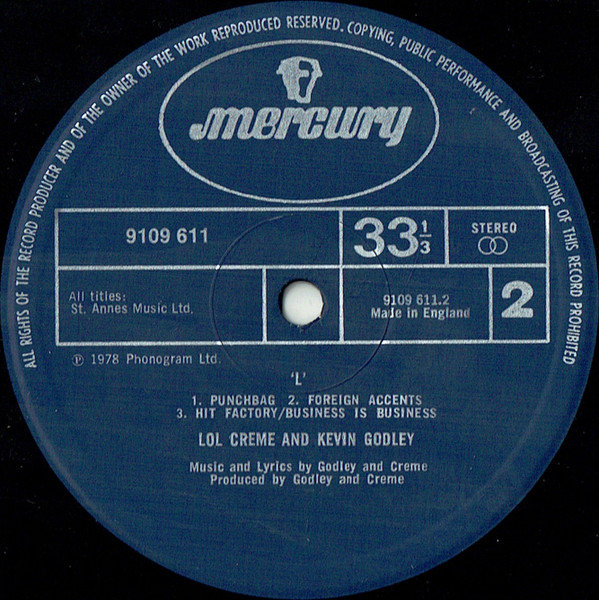 ALL RIGHTS OF THE RECORD PRODUCER AND OF THE OWNER OF THE WORK REPRODUCED RESERVED. COPYING, PUBLIC PERFORMANCE AND BROADCASTING OF THIS RECORD PROHIBITED
mercury
9109 611
33 1/3
STEREO
All titles:
St. Annes Music Ltd.
9109 611.2
Made in England
2
℗ 1978 Phonogram Ltd.
'L'
1. PUNCHBAG 2. FOREIGN ACCENTS
3. HIT FACTORY/BUSINESS IS BUSINESS
LOL CREME AND KEVIN GODLEY
Music and Lyrics by Godley and Creme
Produced by Godley and Creme